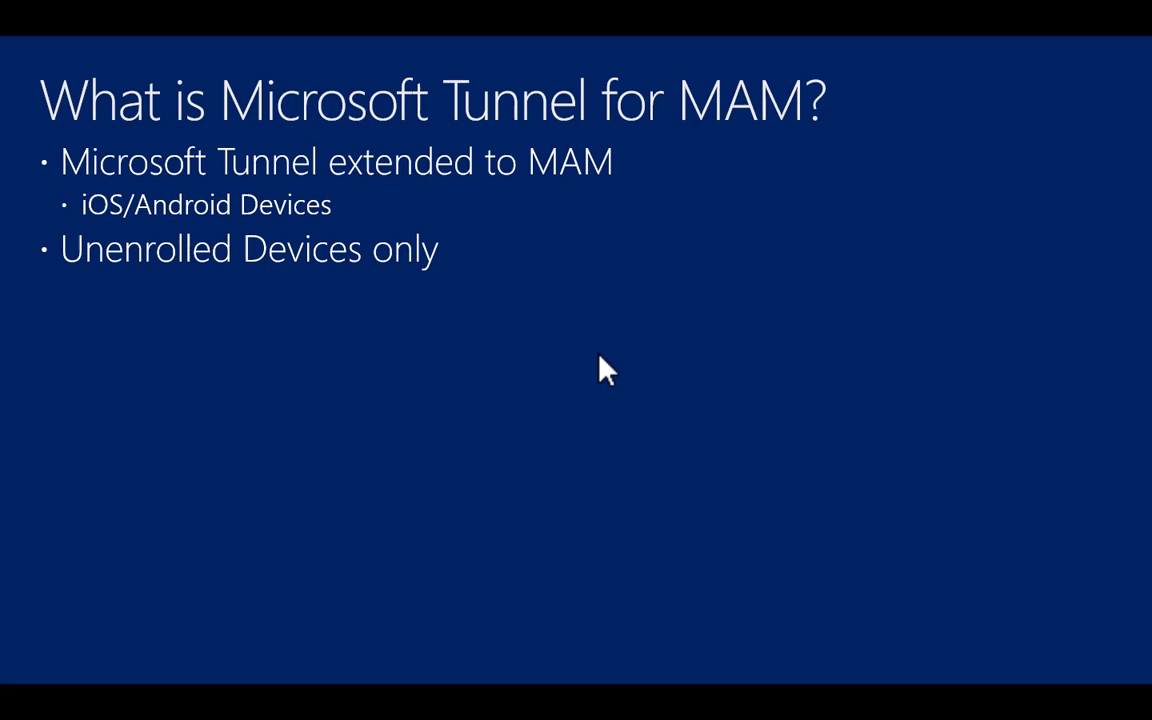 What is Microsoft Tunnel for MAM?
• Microsoft Tunnel extended to MAM
• iOS/Android Devices
• Unenrolled Devices only